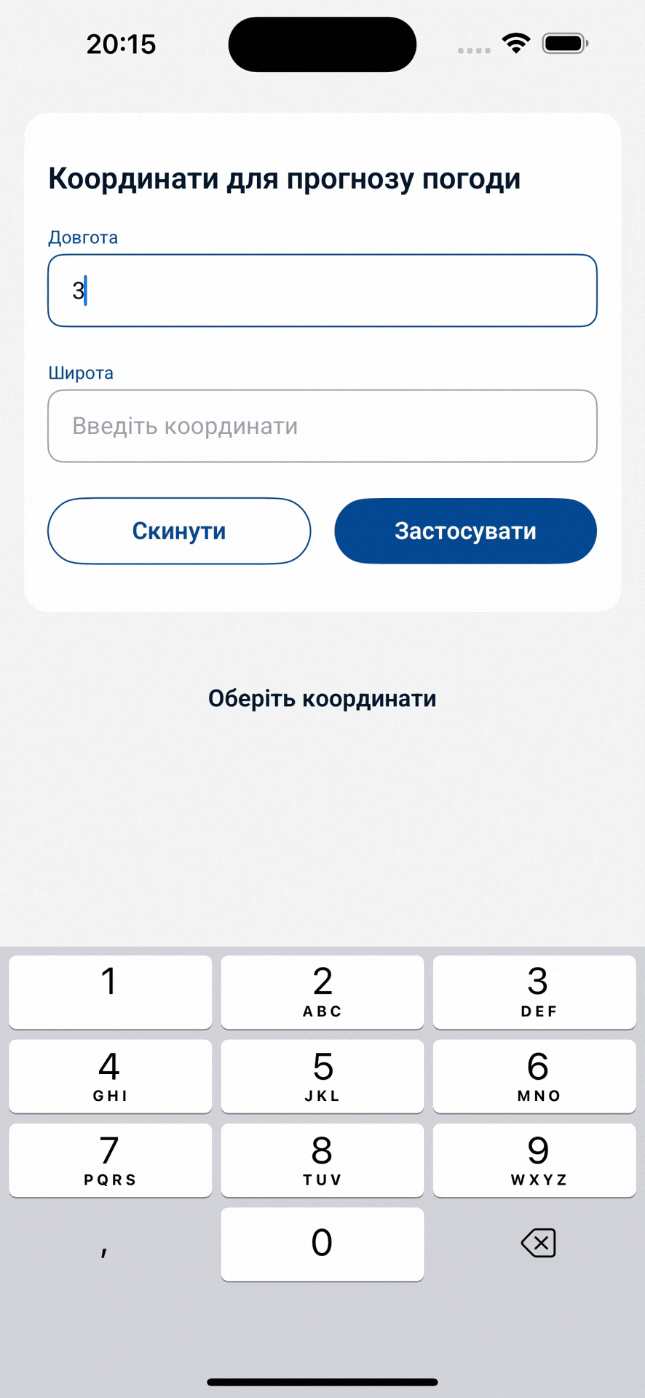 20:15
Координати для прогнозу погоди
Довгота
3
Широта
Введіть координати
Скинути
Застосувати
Оберіть координати
1
2
ABC
3
DEF
4
GHI
5
JKL
6
MNO
7
PQRS
8
TUV
9
WXYZ
,
0